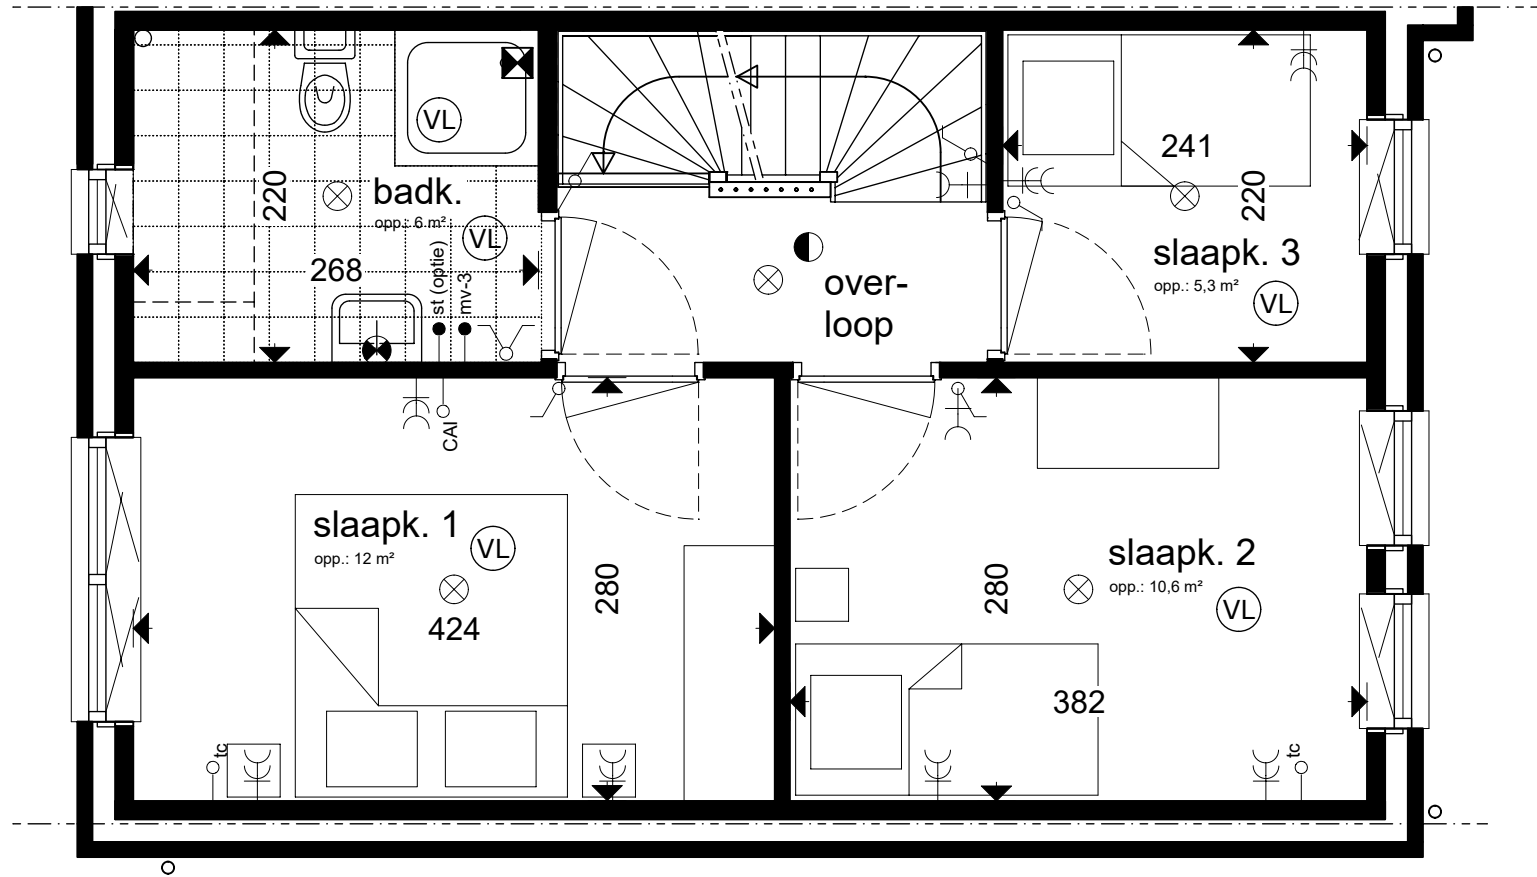 VL
241
badk.
opp.: 6 m²
220
VL
268
st (optie)
mv-3
over-
loop
220
slaapk. 3
opp.: 5,3 m²
VL
CAI
slaapk. 1
opp.: 12 m²
VL
424
280
tc
slaapk. 2
opp.: 10,6 m²
VL
280
382
tc